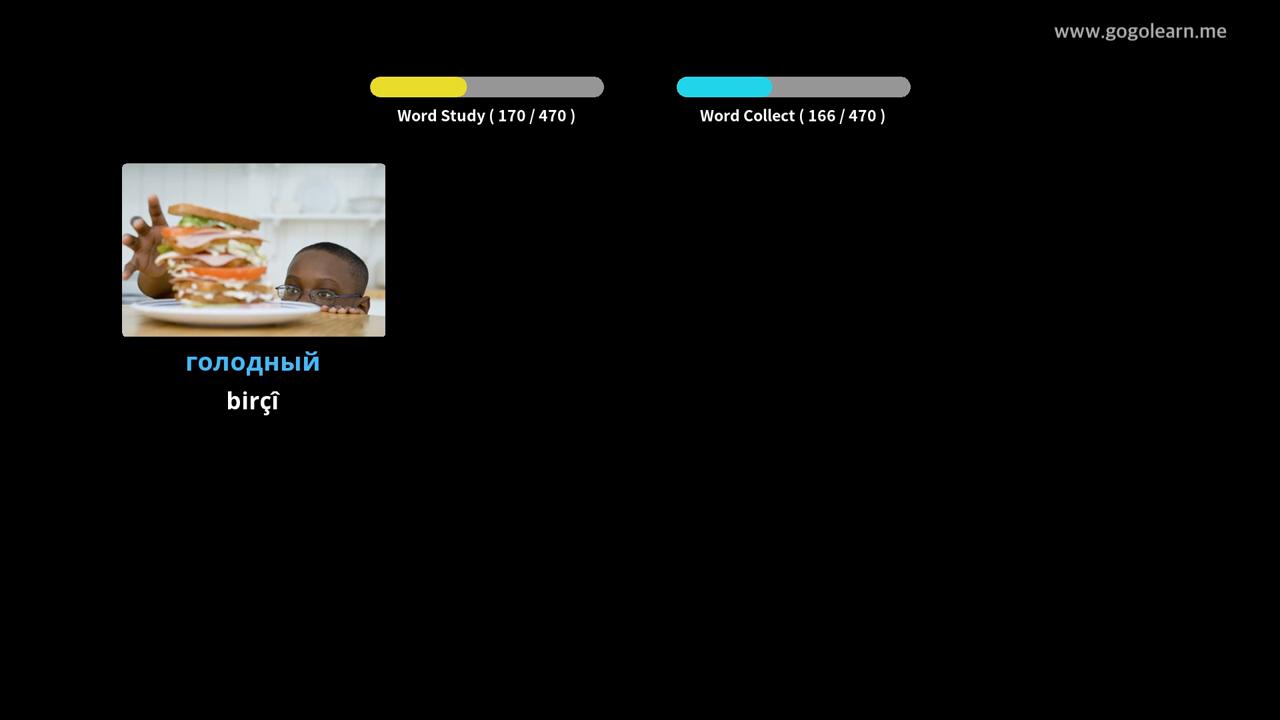 www.gogolearn.me
Word Study ( 170 / 470 )
Word Collect ( 166 / 470 )
голодный
birçî